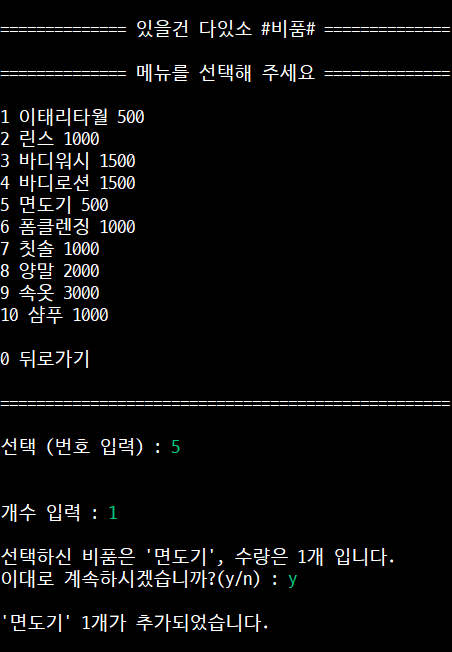 ============== 있을건 다있소 #비품# ==============
============== 메뉴를 선택해 주세요 ==============
1 이태리타월 500
2 린스 1000
3 바디워시 1500
4 바디로션 1500
5 면도기 500
6 폼클렌징 1000
7 칫솔 1000
8 양말 2000
9 속옷 3000
10 샴푸 1000
0 뒤로가기
==================================================
선택 (번호 입력) : 5
개수 입력 : 1
선택하신 비품은 '면도기', 수량은 1개 입니다.
이대로 계속하시겠습니까?(y/n) : y
'면도기' 1개가 추가되었습니다.